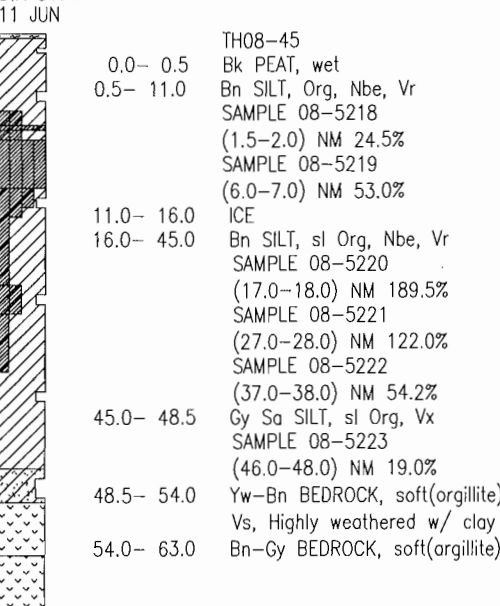 11 JUN
TH08-45
0.0- 0.5 Bk PEAT, wet
0.5- 11.0 Bn SILT, Org, Nbe, Vr
SAMPLE 08-5218
(1.5-2.0) NM 24.5%
SAMPLE 08-5219
(6.0-7.0) NM 53.0%
11.0- 16.0 ICE
16.0- 45.0 Bn SILT, sl Org, Nbe, Vr
SAMPLE 08-5220
(17.0-18.0) NM 189.5%
SAMPLE 08-5221
(27.0-28.0) NM 122.0%
SAMPLE 08-5222
(37.0-38.0) NM 54.2%
45.0- 48.5 Gy Sa SILT, sl Org, Vx
SAMPLE 08-5223
(46.0-48.0) NM 19.0%
48.5- 54.0 Yw-Bn BEDROCK, soft(orgillite)
Vs, Highly weathered w/ clay
54.0- 63.0 Bn-Gy BEDROCK, soft(argillite)